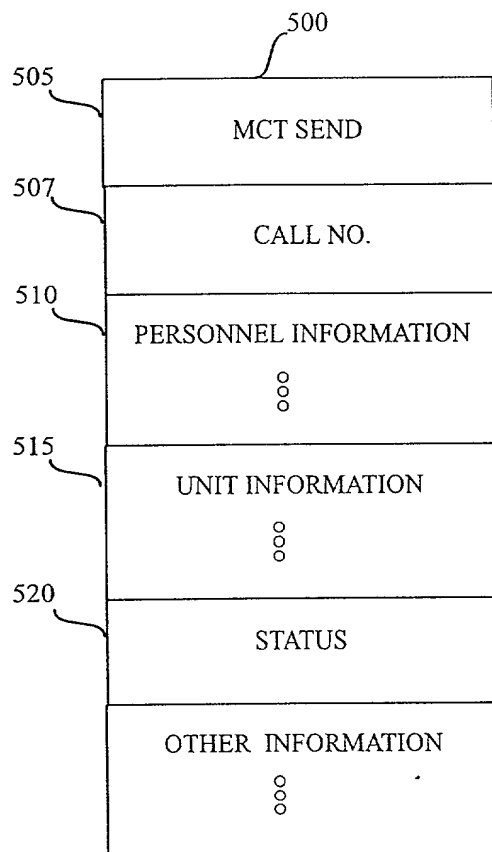 500
505
MCT SEND
507
CALL NO.
510
PERSONNEL INFORMATION
515
UNIT INFORMATION
520
STATUS
OTHER INFORMATION